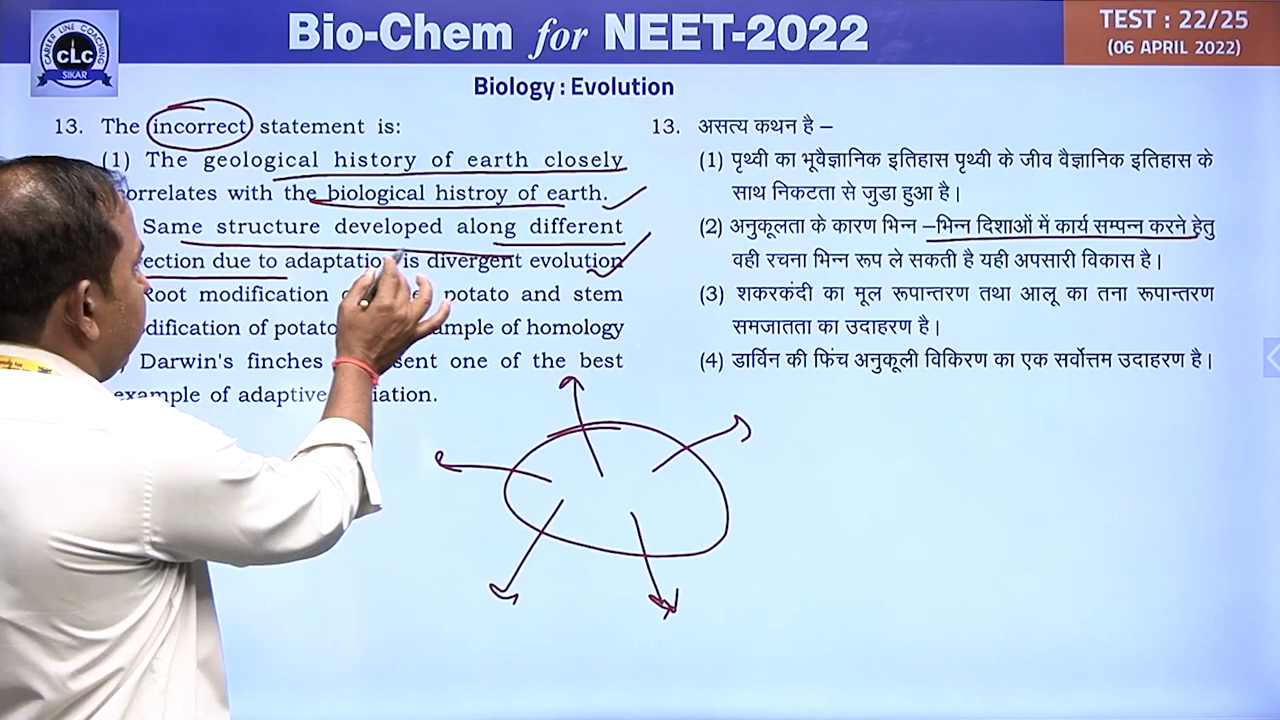 Bio-Chem for NEET-2022
TEST : 22/25
(06 APRIL 2022)
CAREER LINE COACHING
CLC
SIKAR
Biology : Evolution
13. The incorrect statement is:
(1) The geological history of earth closely
correlates with the biological histroy of earth.
Same structure developed along different
due to adaptation is divergent evolution
Root modification potato and stem
modification of potato example of homology
Darwin's finches one of the best
example of adaptive
13. असत्य कथन है –
(1) पृथ्वी का भूवैज्ञानिक इतिहास पृथ्वी के जीव वैज्ञानिक इतिहास के
साथ निकटता से जुडा हुआ है।
(2) अनुकूलता के कारण भिन्न –भिन्न दिशाओं में कार्य सम्पन्न करने हेतु
वही रचना भिन्न रूप ले सकती है यही अपसारी विकास है।
(3) शकरकंदी का मूल रूपान्तरण तथा आलू का तना रूपान्तरण
समजातता का उदाहरण है।
(4) डार्विन की फिंच अनुकूली विकिरण का एक सर्वोत्तम उदाहरण है।